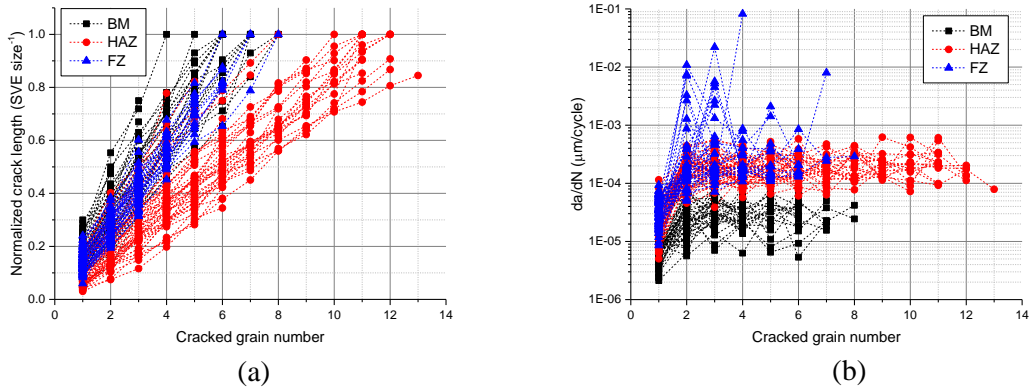 BM
HAZ
FZ
1.0
0.8
0.6
0.4
0.2
0.0
Normalized crack length (SVE size⁻¹)
0 2 4 6 8 10 12 14
Cracked grain number
(a)
BM
HAZ
FZ
1E-01
1E-02
1E-03
1E-04
1E-05
1E-06
da/dN (μm/cycle)
0 2 4 6 8 10 12 14
Cracked grain number
(b)